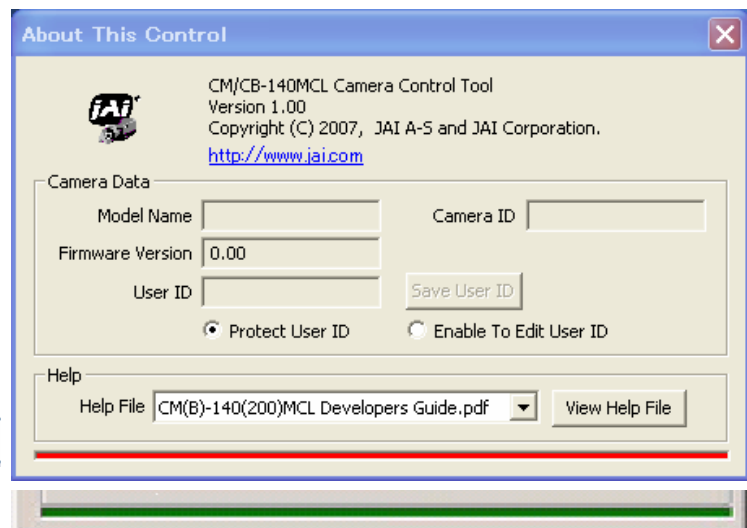 About This Control
JAi
CM/CB-140MCL Camera Control Tool
Version 1.00
Copyright (C) 2007, JAI A-S and JAI Corporation.
http://www.jai.com
Camera Data
Model Name
Camera ID
Firmware Version 0.00
User ID
Save User ID
Protect User ID
Enable To Edit User ID
Help
Help File CM(B)-140(200)MCL Developers Guide.pdf View Help File